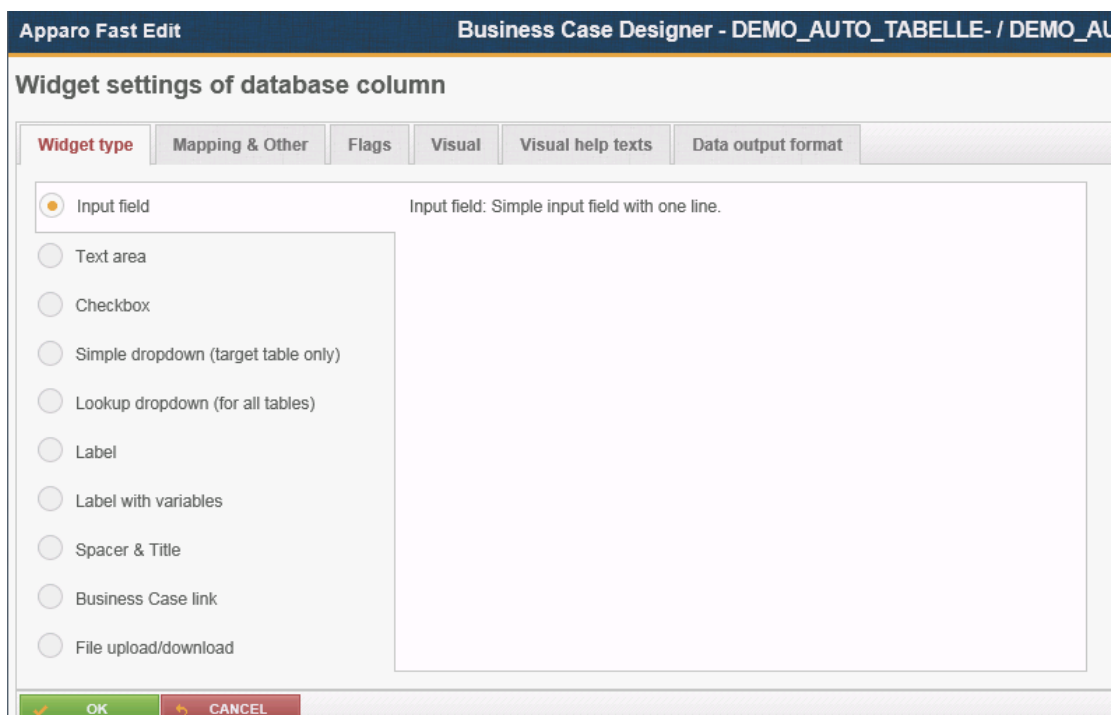 Apparo Fast Edit
Business Case Designer - DEMO_AUTO_TABELLE- / DEMO_AU
Widget settings of database column
Widget type
Mapping & Other
Flags
Visual
Visual help texts
Data output format
Input field
Input field: Simple input field with one line.
Text area
Checkbox
Simple dropdown (target table only)
Lookup dropdown (for all tables)
Label
Label with variables
Spacer & Title
Business Case link
File upload/download
OK
CANCEL